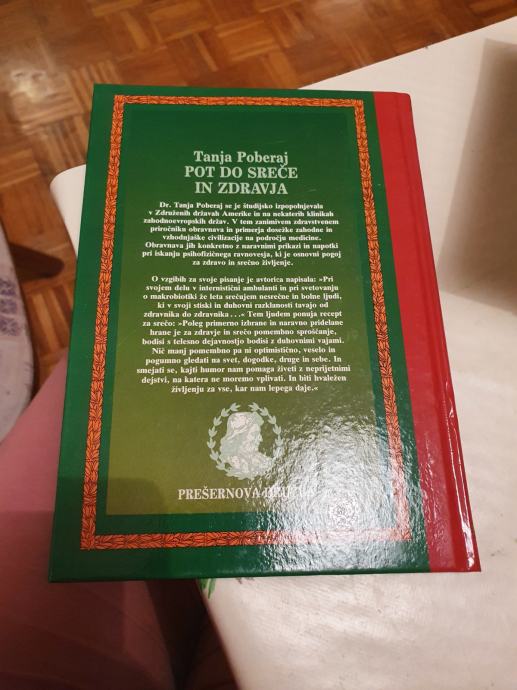 Tanja Poberaj
POT DO SREČE
IN ZDRAVJA
Dr. Tanja Poberaj se je študijsko izpopolnjevala
v Združenih državah Amerike in na nekaterih klinikah
zahodnoevropskih držav. V tem zanimivem zdravstvenem
priročniku obravnava in primerja dosežke zahodne in
vzhodnjaške civilizacije na področju medicine.
Obravnava jih konkretno z naravnimi prikazi in napotki
pri iskanju psihofizičnega ravnovesja, ki je osnovni pogoj
za zdravo in srečno življenje.
O vzgibih za svoje pisanje je avtorica napisala: »Pri
svojem delu v internistični ambulanti in pri svetovanju
o makrobiotiki že leta srečujem nesrečne in bolne ljudi,
ki v svoji stiski in duhovni razklanosti tavajo od
zdravnika do zdravnika . . .« Tem ljudem ponuja recept
za srečo: »Poleg primerno izbrane in naravno pridelane
hrane je za zdravje in srečo pomembno sproščanje,
bodisi s telesno dejavnostjo bodisi z duhovnimi vajami.
Nič manj pomembno pa ni optimistično, veselo in
pogumno gledati na svet, dogodke, druge in sebe. In
smejati se, kajti humor nam pomaga živeti z neprijetnimi
dejstvi, na katera ne moremo vplivati. In biti hvaležen
življenju za vse, kar nam lepega daje.«
PREŠERNOVA